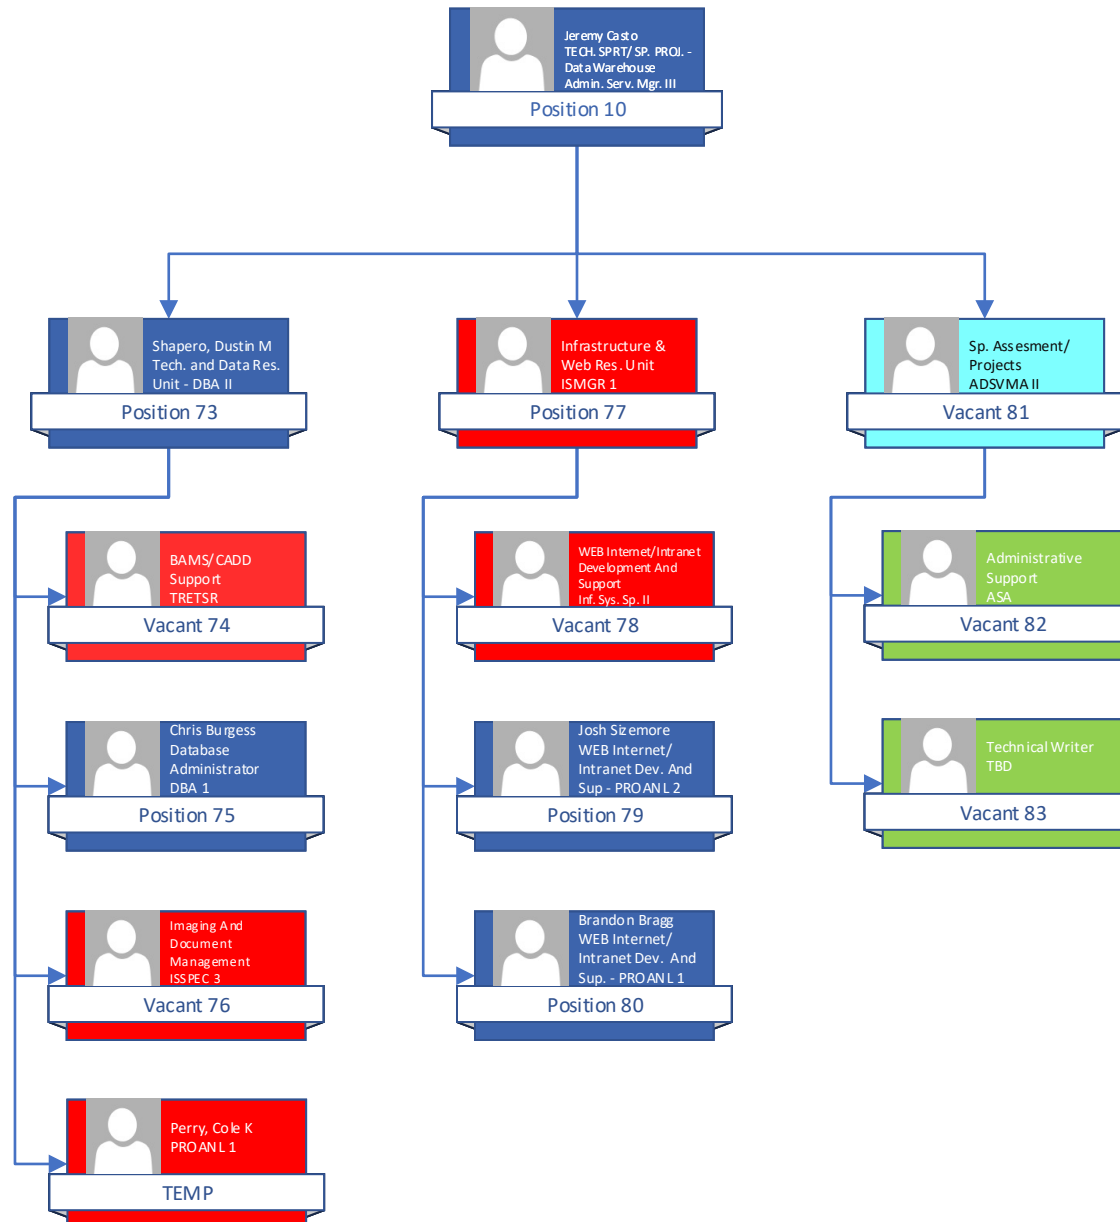 Jeremy Casto
TECH. SPRT/ SP. PROJ. -
Data Warehouse
Admin. Serv. Mgr. III
Position 10
Shapero, Dustin M
Tech. and Data Res.
Unit - DBA II
Position 73
Infrastructure &
Web Res. Unit
ISMGR 1
Position 77
Sp. Assesment/
Projects
ADSVMA II
Vacant 81
BAMS/CADD
Support
TRETSR
Vacant 74
WEB Internet/Intranet
Development And
Support
Inf. Sys. Sp. II
Vacant 78
Administrative
Support
ASA
Vacant 82
Chris Burgess
Database
Administrator
DBA 1
Position 75
Josh Sizemore
WEB Internet/
Intranet Dev. And
Sup - PROANL 2
Position 79
Technical Writer
TBD
Vacant 83
Imaging And
Document
Management
ISSPEC 3
Vacant 76
Brandon Bragg
WEB Internet/
Intranet Dev. And
Sup. - PROANL 1
Position 80
Perry, Cole K
PROANL 1
TEMP